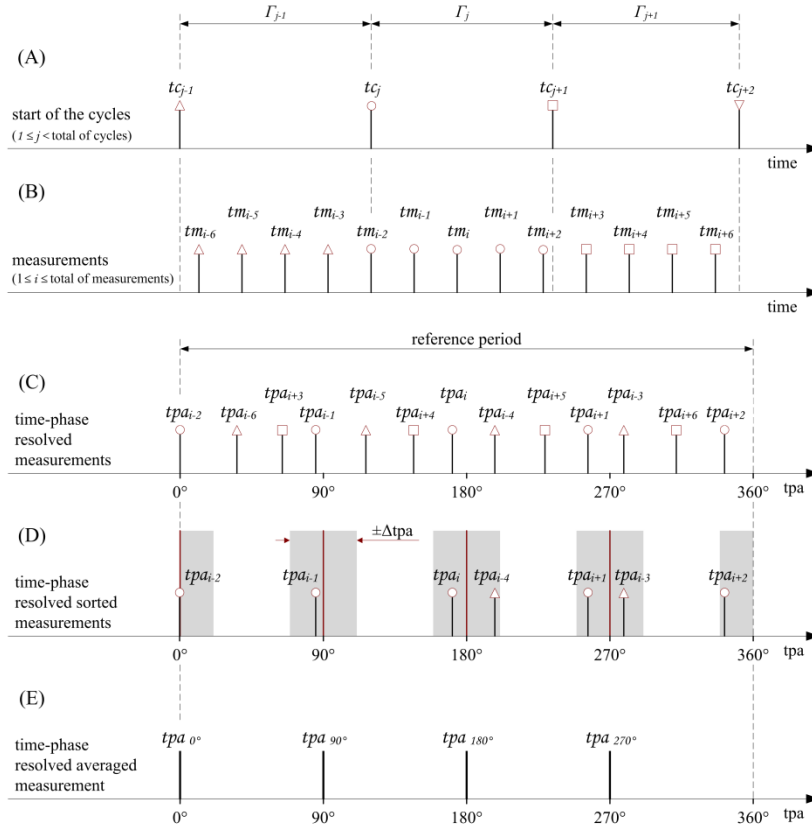 Γj-1 Γj Γj+1
(A)
tcj-1 tcj tcj+1 tcj+2
start of the cycles
(1 ≤ j < total of cycles)
time
(B)
tmi-6 tmi-5 tmi-4 tmi-3 tmi-2 tmi-1 tmi tmi+1 tmi+2 tmi+3 tmi+4 tmi+5 tmi+6
measurements
(1 ≤ i ≤ total of measurements)
time
reference period
(C)
tpai-2 tpai-6 tpai+3 tpai-1 tpai-5 tpai+4 tpai tpai-4 tpai+5 tpai+1 tpai-3 tpai+6 tpai+2
time-phase
resolved
measurements
0° 90° 180° 270° 360° tpa
(D)
±Δtpa
tpai-2 tpai-1 tpai tpai-4 tpai+1 tpai-3 tpai+2
time-phase
resolved sorted
measurements
0° 90° 180° 270° 360° tpa
(E)
tpa 0° tpa 90° tpa 180° tpa 270°
time-phase
resolved averaged
measurement
0° 90° 180° 270° 360° tpa